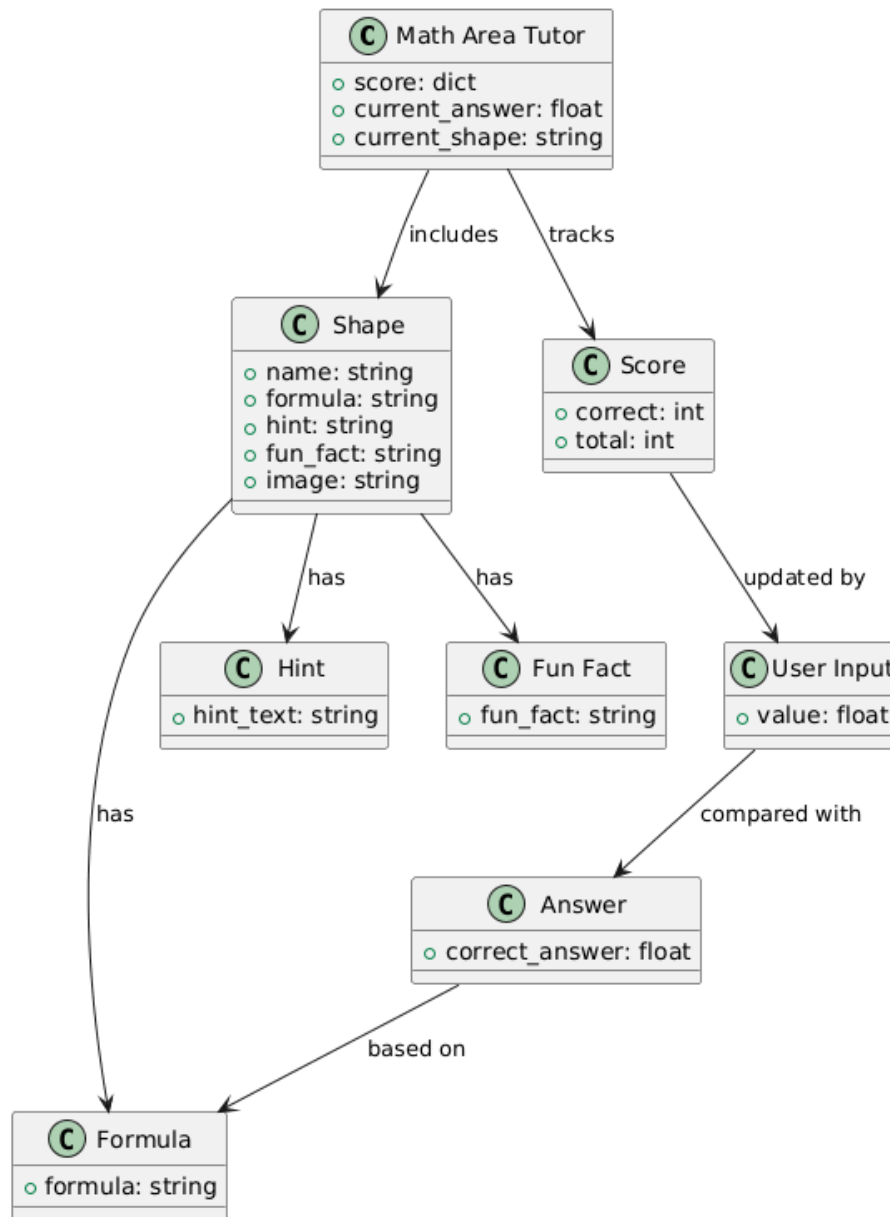 C Math Area Tutor
score: dict
current_answer: float
current_shape: string
includes
tracks
C Shape
name: string
formula: string
hint: string
fun_fact: string
image: string
C Score
correct: int
total: int
has
has
updated by
C Hint
hint_text: string
C Fun Fact
fun_fact: string
C User Input
value: float
has
compared with
C Answer
correct_answer: float
based on
C Formula
formula: string